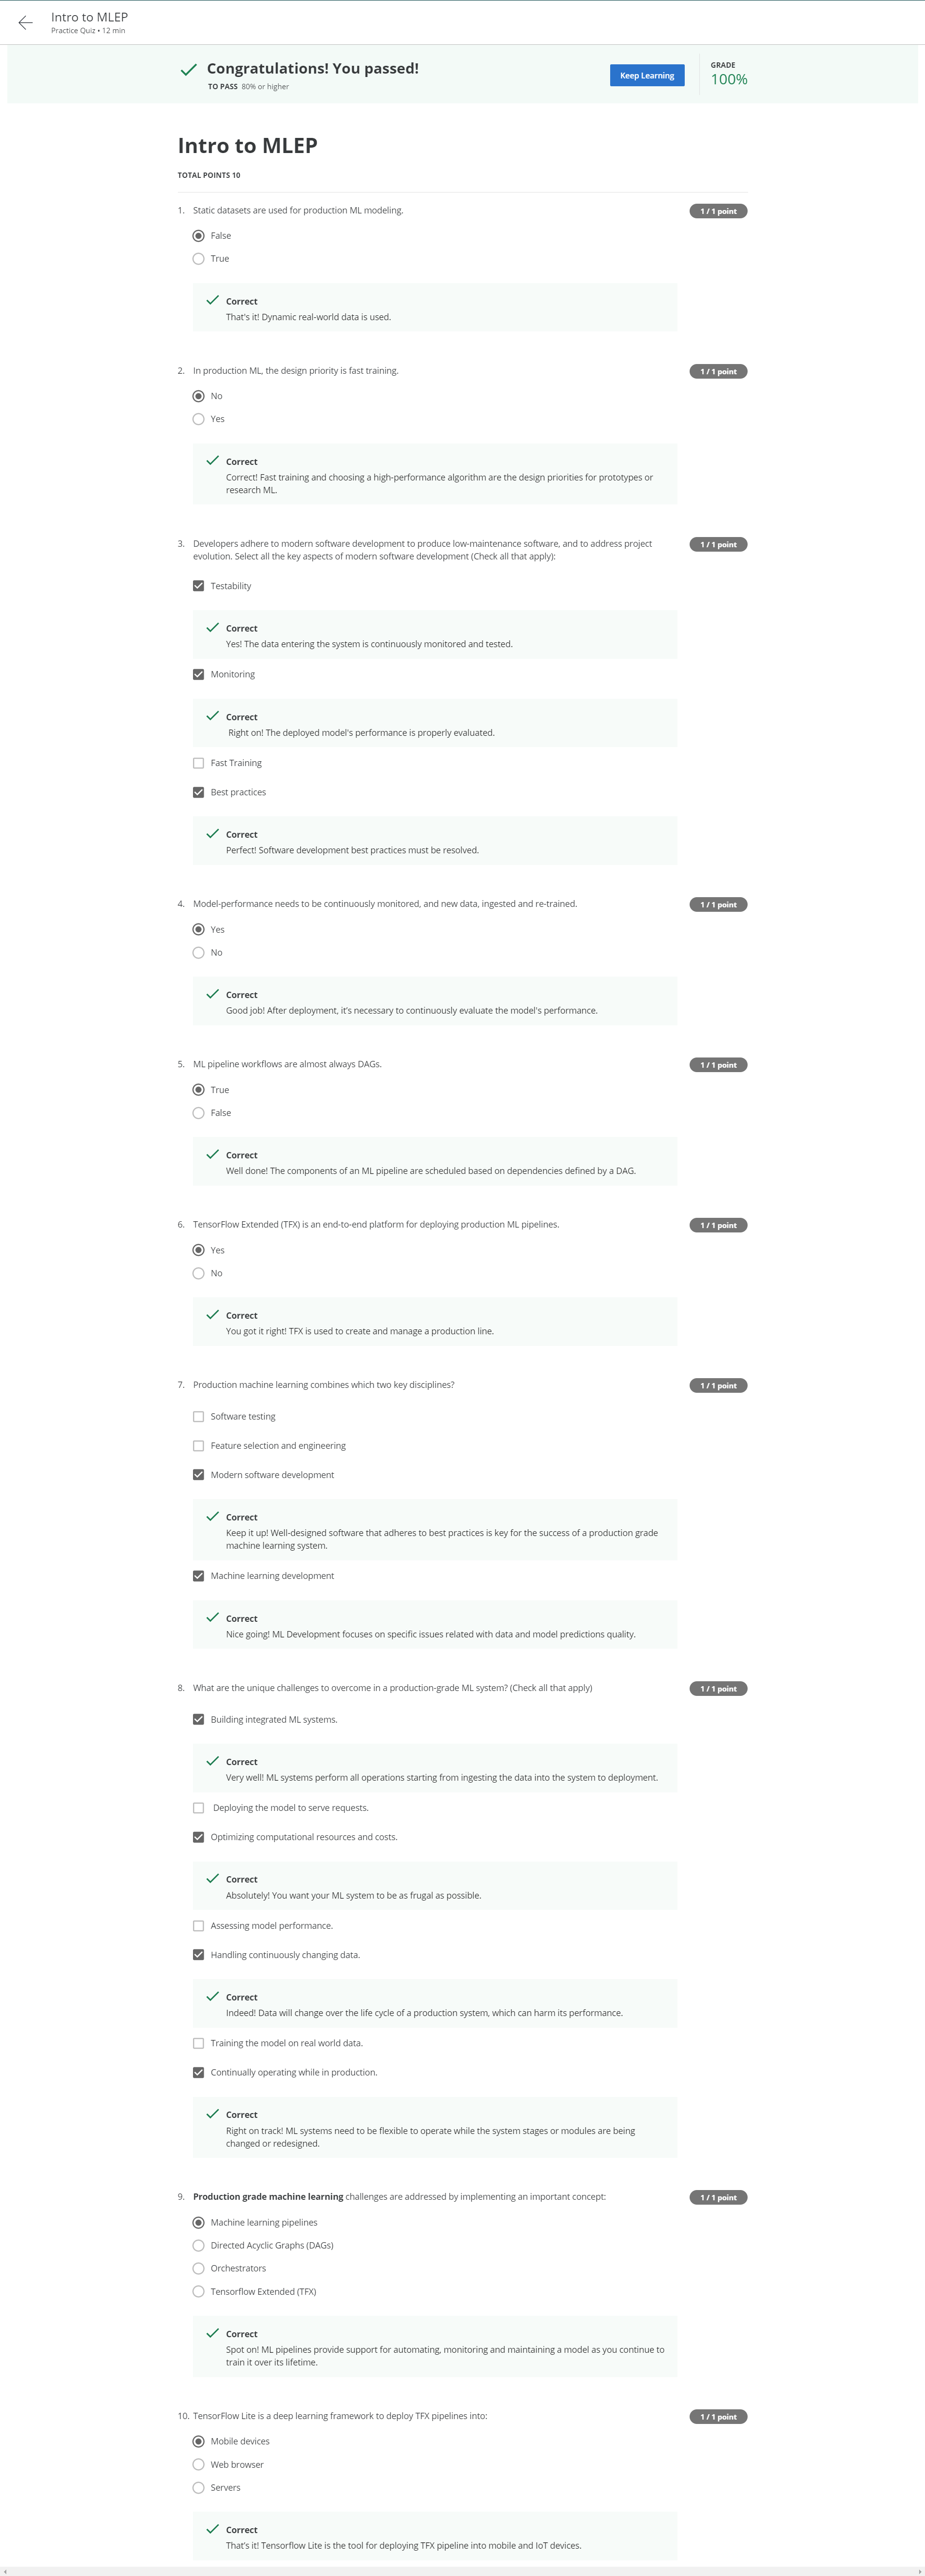 Intro to MLEP
Practice Quiz • 12 min
Congratulations! You passed!
TO PASS 80% or higher
Keep Learning
GRADE
100%
Intro to MLEP
TOTAL POINTS 10
1. Static datasets are used for production ML modeling.
1 / 1 point
False
True
Correct
That's it! Dynamic real-world data is used.
2. In production ML, the design priority is fast training.
1 / 1 point
No
Yes
Correct
Correct! Fast training and choosing a high-performance algorithm are the design priorities for prototypes or
research ML.
3. Developers adhere to modern software development to produce low-maintenance software, and to address project
evolution. Select all the key aspects of modern software development (Check all that apply):
1 / 1 point
Testability
Correct
Yes! The data entering the system is continuously monitored and tested.
Monitoring
Correct
Right on! The deployed model's performance is properly evaluated.
Fast Training
Best practices
Correct
Perfect! Software development best practices must be resolved.
4. Model-performance needs to be continuously monitored, and new data, ingested and re-trained.
1 / 1 point
Yes
No
Correct
Good job! After deployment, it's necessary to continuously evaluate the model's performance.
5. ML pipeline workflows are almost always DAGs.
1 / 1 point
True
False
Correct
Well done! The components of an ML pipeline are scheduled based on dependencies defined by a DAG.
6. TensorFlow Extended (TFX) is an end-to-end platform for deploying production ML pipelines.
1 / 1 point
Yes
No
Correct
You got it right! TFX is used to create and manage a production line.
7. Production machine learning combines which two key disciplines?
1 / 1 point
Software testing
Feature selection and engineering
Modern software development
Correct
Keep it up! Well-designed software that adheres to best practices is key for the success of a production grade
machine learning system.
Machine learning development
Correct
Nice going! ML Development focuses on specific issues related with data and model predictions quality.
8. What are the unique challenges to overcome in a production-grade ML system? (Check all that apply)
1 / 1 point
Building integrated ML systems.
Correct
Very well! ML systems perform all operations starting from ingesting the data into the system to deployment.
Deploying the model to serve requests.
Optimizing computational resources and costs.
Correct
Absolutely! You want your ML system to be as frugal as possible.
Assessing model performance.
Handling continuously changing data.
Correct
Indeed! Data will change over the life cycle of a production system, which can harm its performance.
Training the model on real world data.
Continually operating while in production.
Correct
Right on track! ML systems need to be flexible to operate while the system stages or modules are being
changed or redesigned.
9. Production grade machine learning challenges are addressed by implementing an important concept:
1 / 1 point
Machine learning pipelines
Directed Acyclic Graphs (DAGs)
Orchestrators
Tensorflow Extended (TFX)
Correct
Spot on! ML pipelines provide support for automating, monitoring and maintaining a model as you continue to
train it over its lifetime.
10. TensorFlow Lite is a deep learning framework to deploy TFX pipelines into:
1 / 1 point
Mobile devices
Web browser
Servers
Correct
That's it! Tensorflow Lite is the tool for deploying TFX pipeline into mobile and IoT devices.